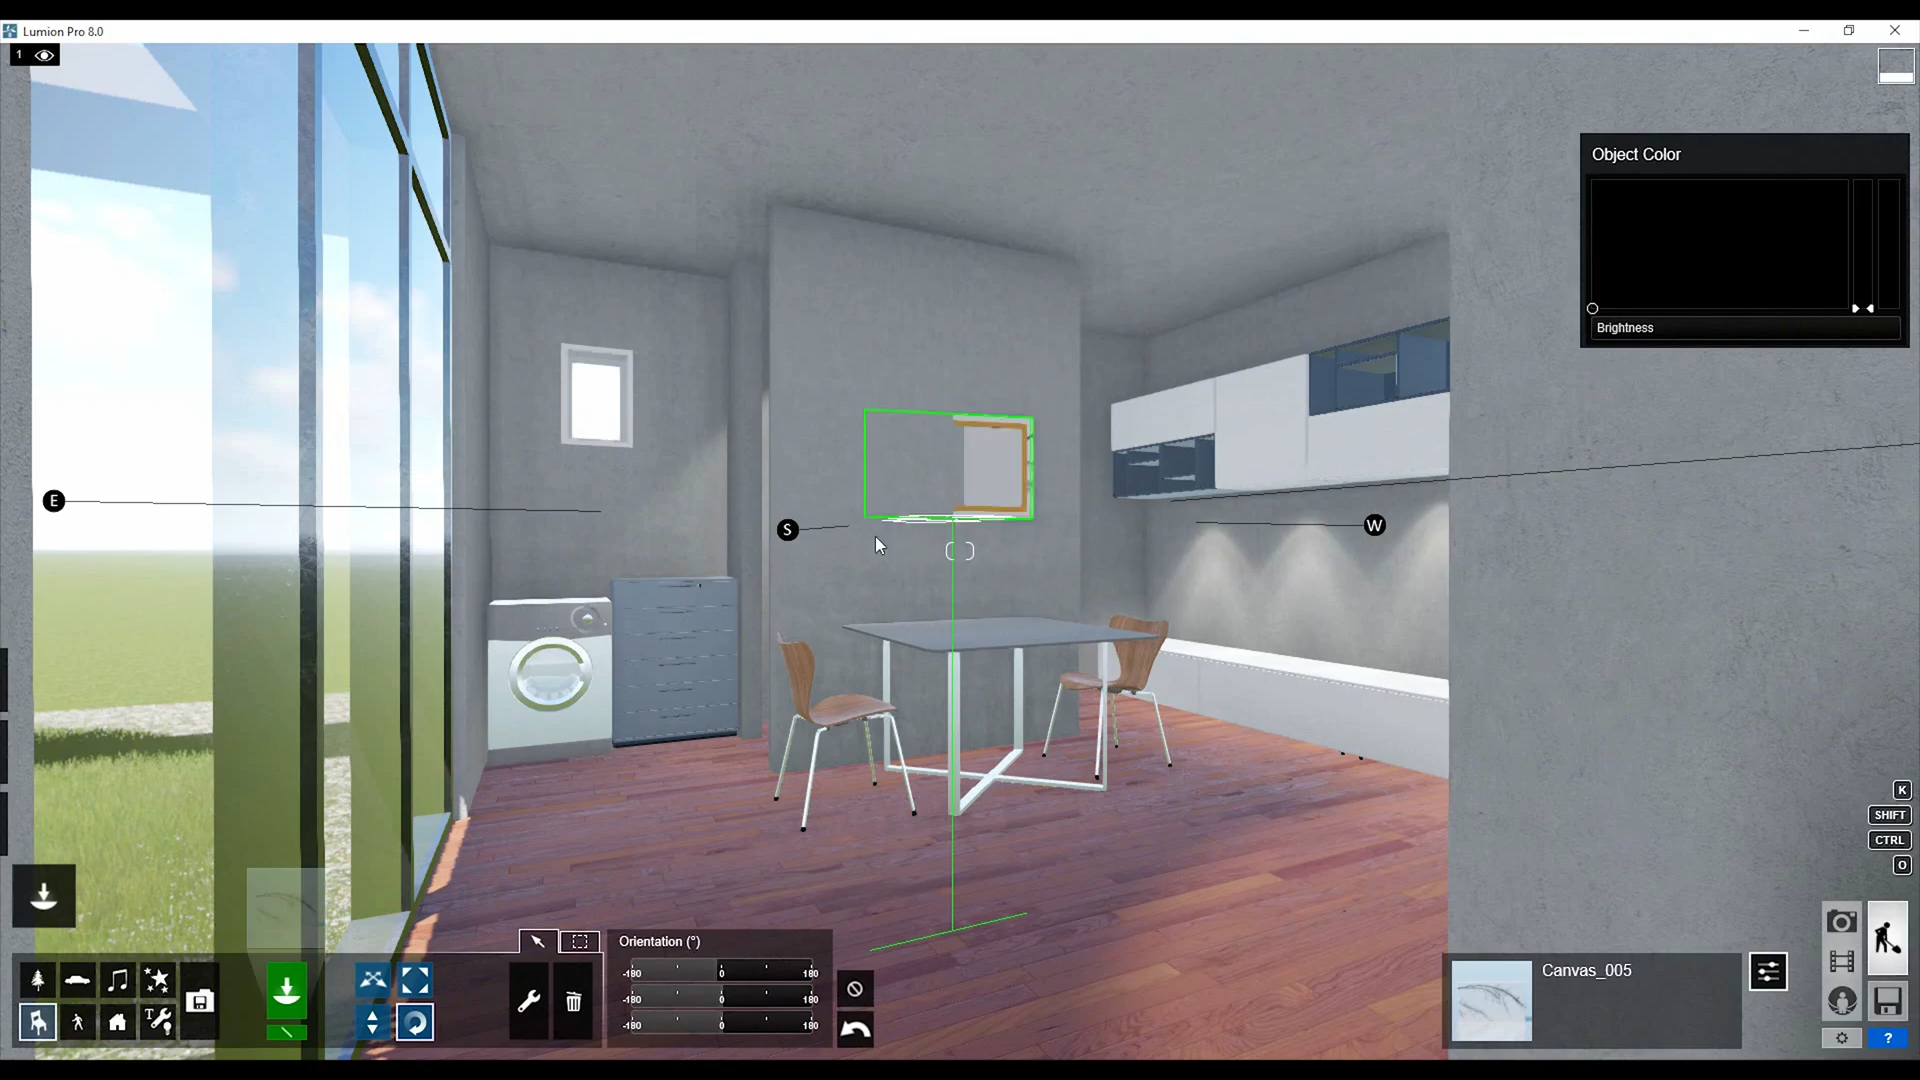 Lumion Pro 8.0
1
Object Color
Brightness
E
S
W
K
SHIFT
CTRL
O
Orientation (°)
-180 0 180
-180 0 180
-180 0 180
Canvas_005
T
?